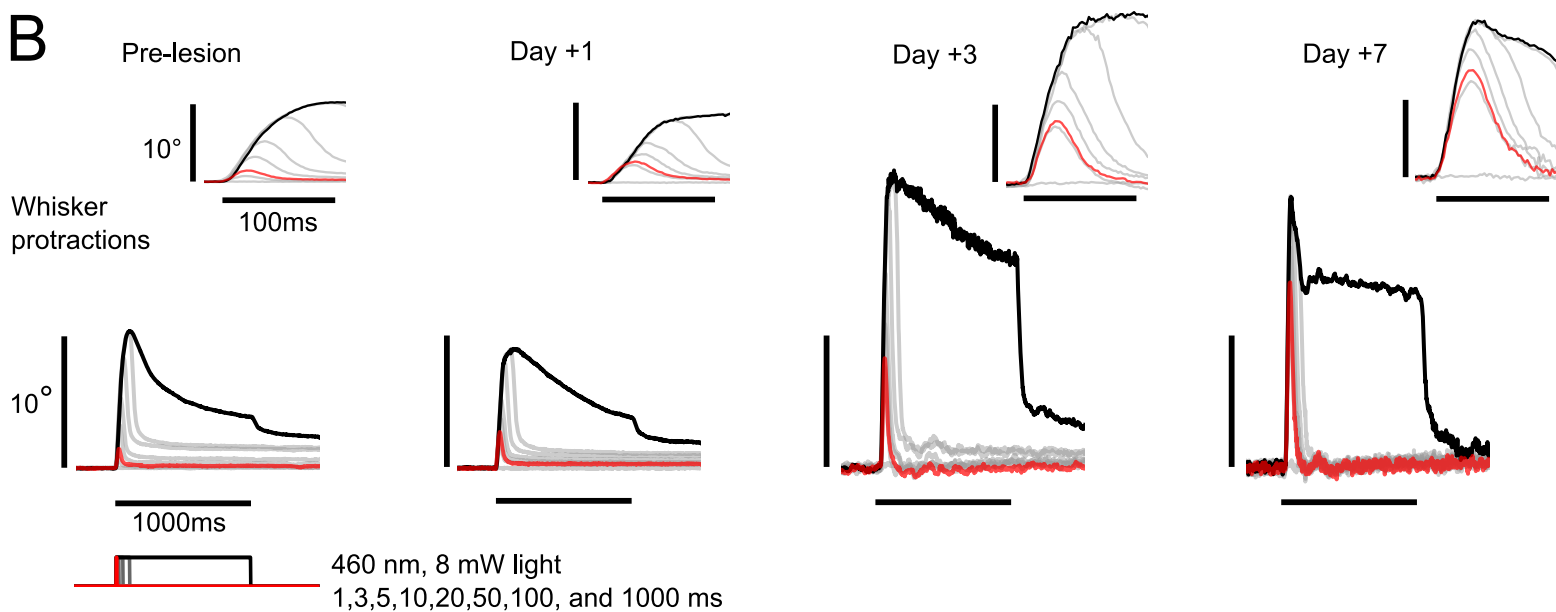 B
Pre-lesion
Day +1
Day +3
Day +7
10°
100ms
Whisker
protractions
10°
1000ms
460 nm, 8 mW light
1,3,5,10,20,50,100, and 1000 ms